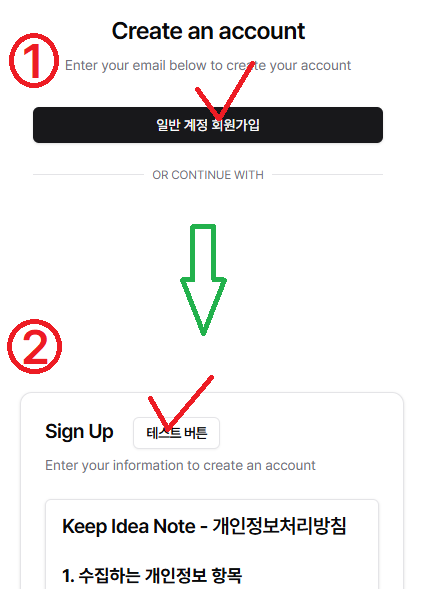 Create an account
1
Enter your email below to create your account
일반 계정 회원가입
OR CONTINUE WITH
2
Sign Up
테스트 버튼
Enter your information to create an account
Keep Idea Note - 개인정보처리방침
1. 수집하는 개인정보 항목